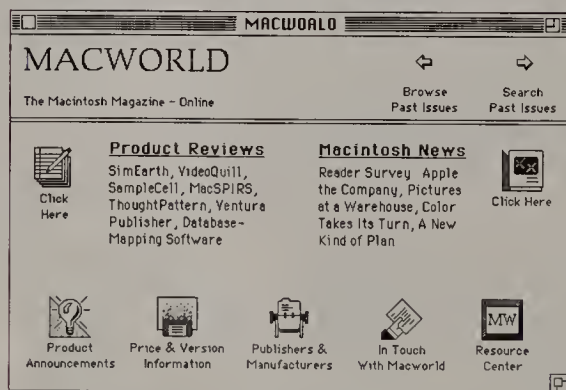 MACWORLD
MACWORLD
The Macintosh Magazine - Online
Browse
Past Issues
Search
Past Issues
Click
Here
Product Reviews
SimEarth, VideoQuill,
SampleCell, MacSPIRS,
ThoughtPattern, Ventura
Publisher, Database-
Mapping Software
Macintosh News
Reader Survey Apple
the Company, Pictures
at a Warehouse, Color
Takes Its Turn, A New
Kind of Plan
Click Here
Product
Announcements
Price & Version
Information
Publishers &
Manufacturers
In Touch
With Macworld
MW
Resource
Center